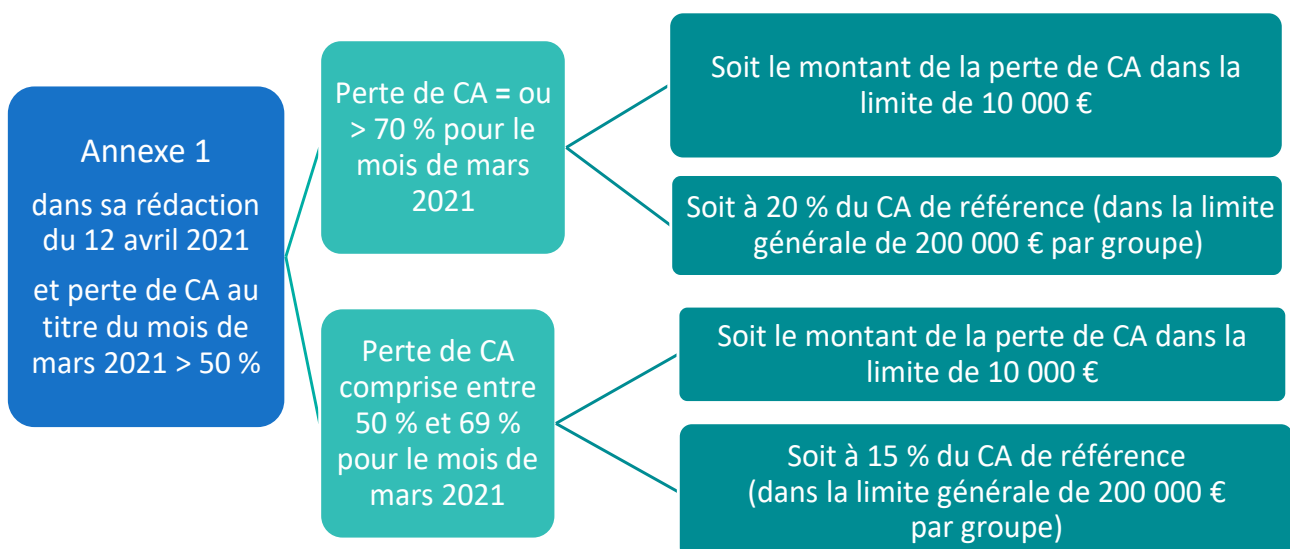 Annexe 1
dans sa rédaction
du 12 avril 2021
et perte de CA au
titre du mois de
mars 2021 > 50 %
Perte de CA = ou
> 70 % pour le
mois de mars
2021
Soit le montant de la perte de CA dans la
limite de 10 000 €
Soit à 20 % du CA de référence (dans la limite
générale de 200 000 € par groupe)
Perte de CA
comprise entre
50 % et 69 %
pour le mois de
mars 2021
Soit le montant de la perte de CA dans la
limite de 10 000 €
Soit à 15 % du CA de référence
(dans la limite générale de 200 000 €
par groupe)